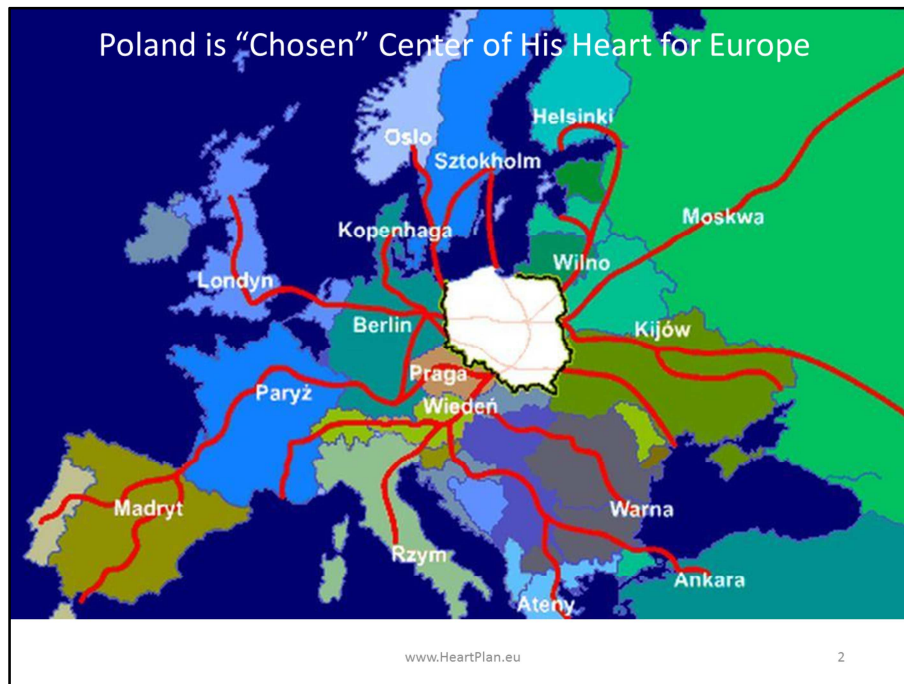 Poland is “Chosen” Center of His Heart for Europe
Helsinki
Oslo
Sztokholm
Moskwa
Kopenhaga
Wilno
Londyn
Berlin
Kijów
Praga
Paryż
Wiedeń
Madryt
Warna
Rzym
Ankara
Ateny
www.HeartPlan.eu
2